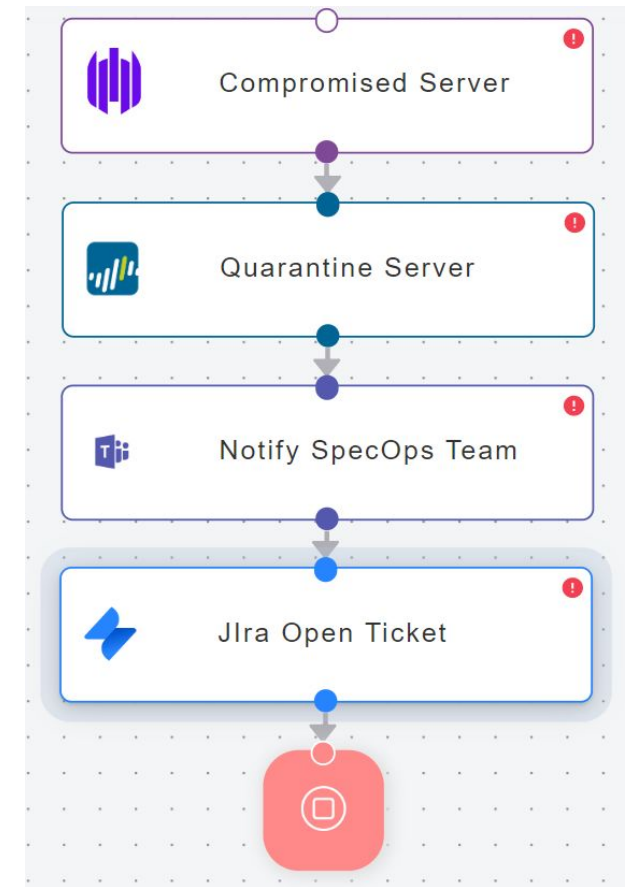 Compromised Server
Quarantine Server
Notify SpecOps Team
JIra Open Ticket